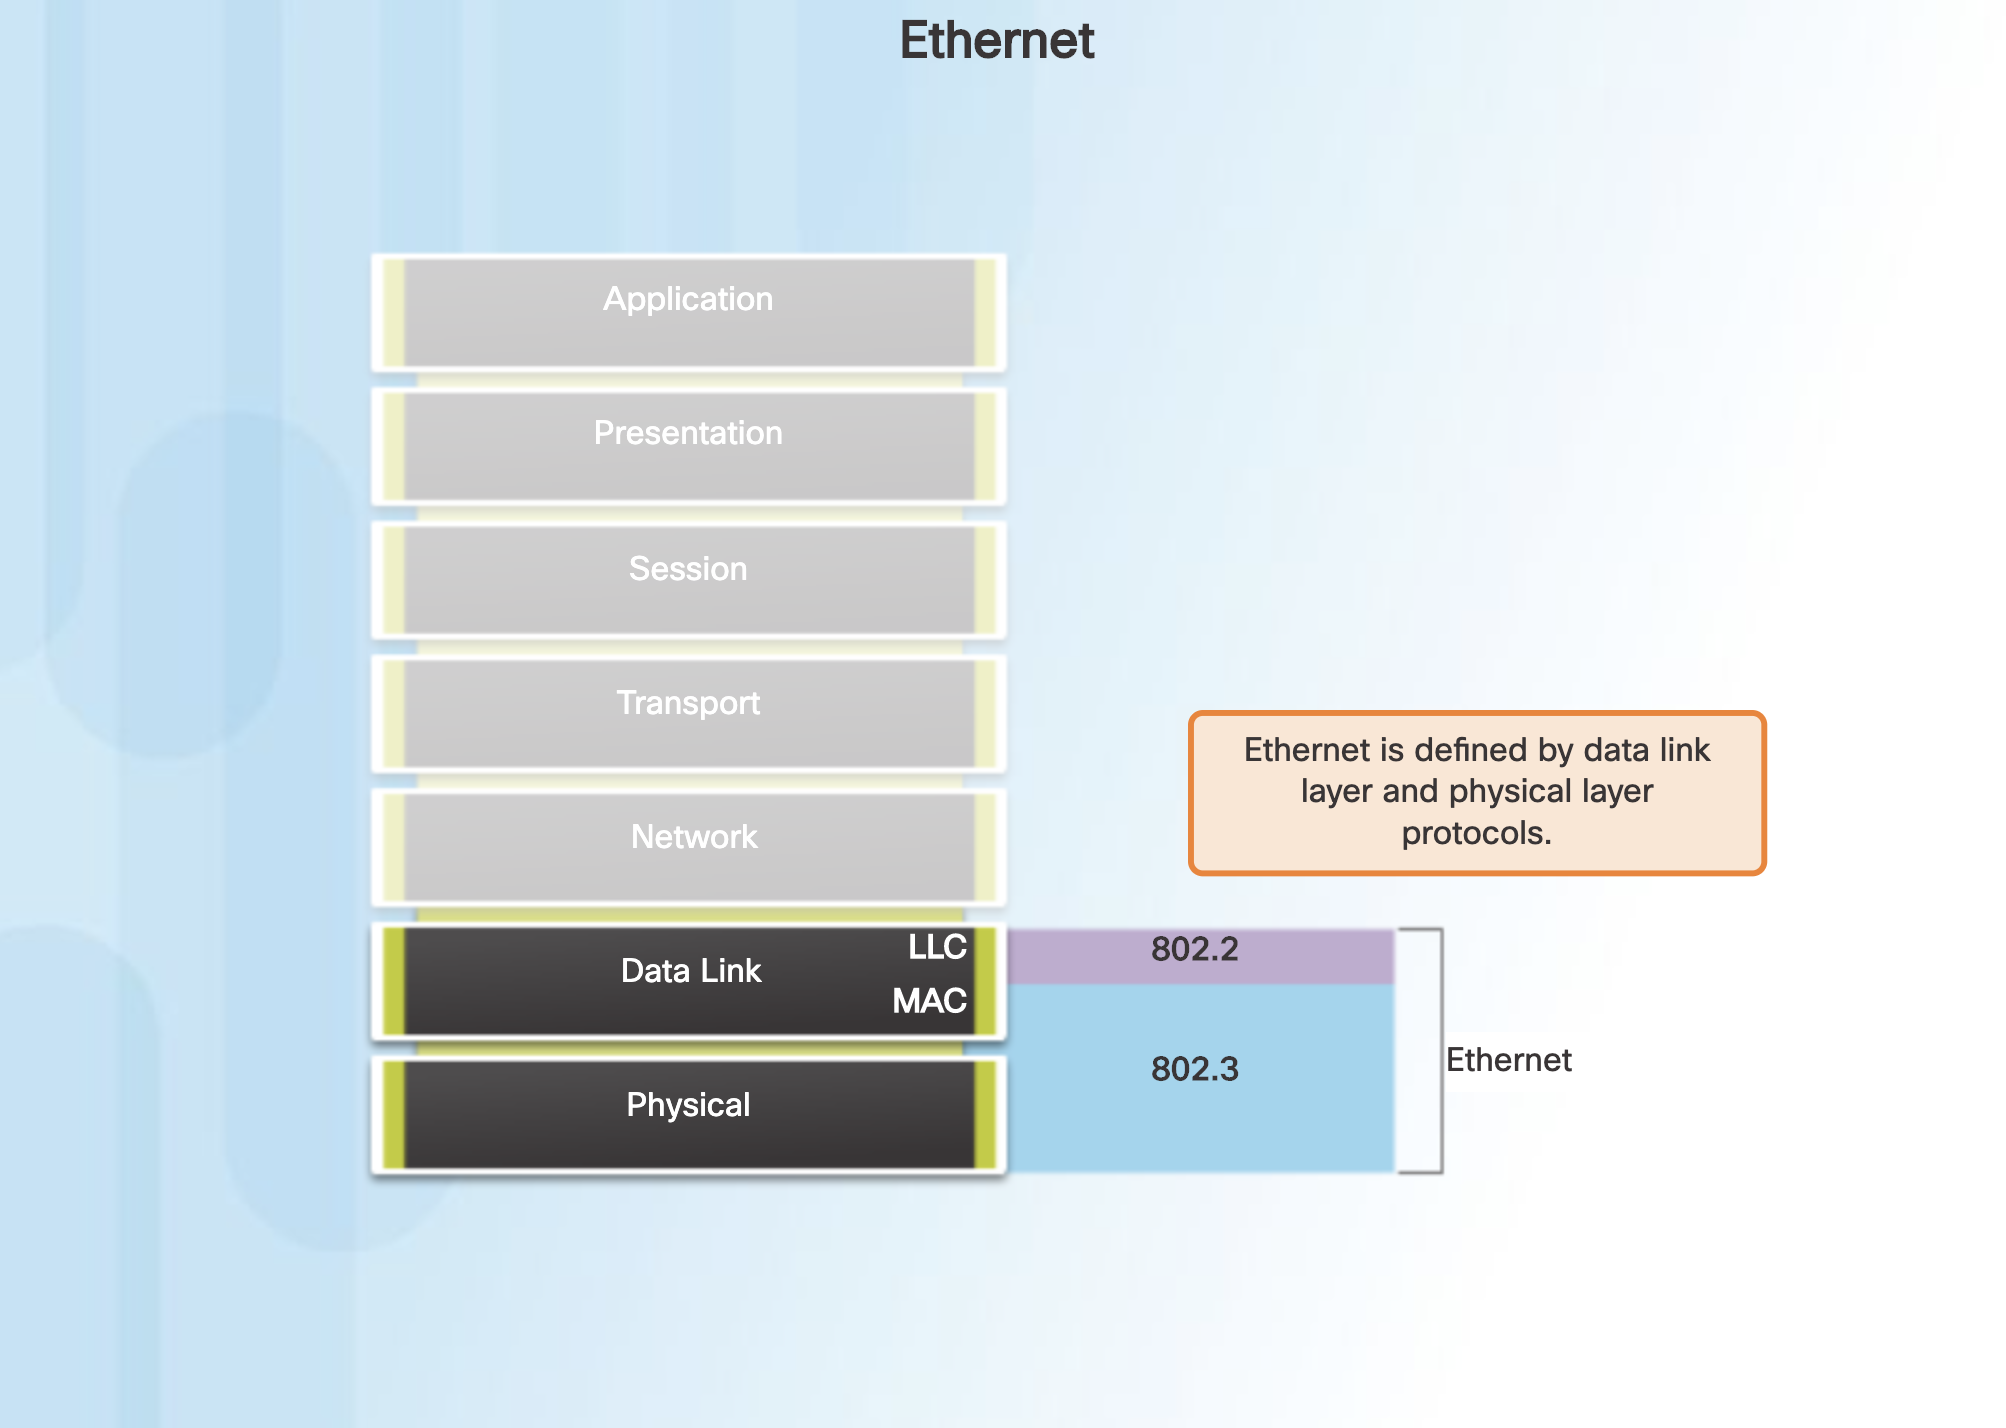 Ethernet
Application
Presentation
Session
Transport
Network
Ethernet is defined by data link
layer and physical layer
protocols.
Data Link
LLC
MAC
802.2
802.3
Ethernet
Physical